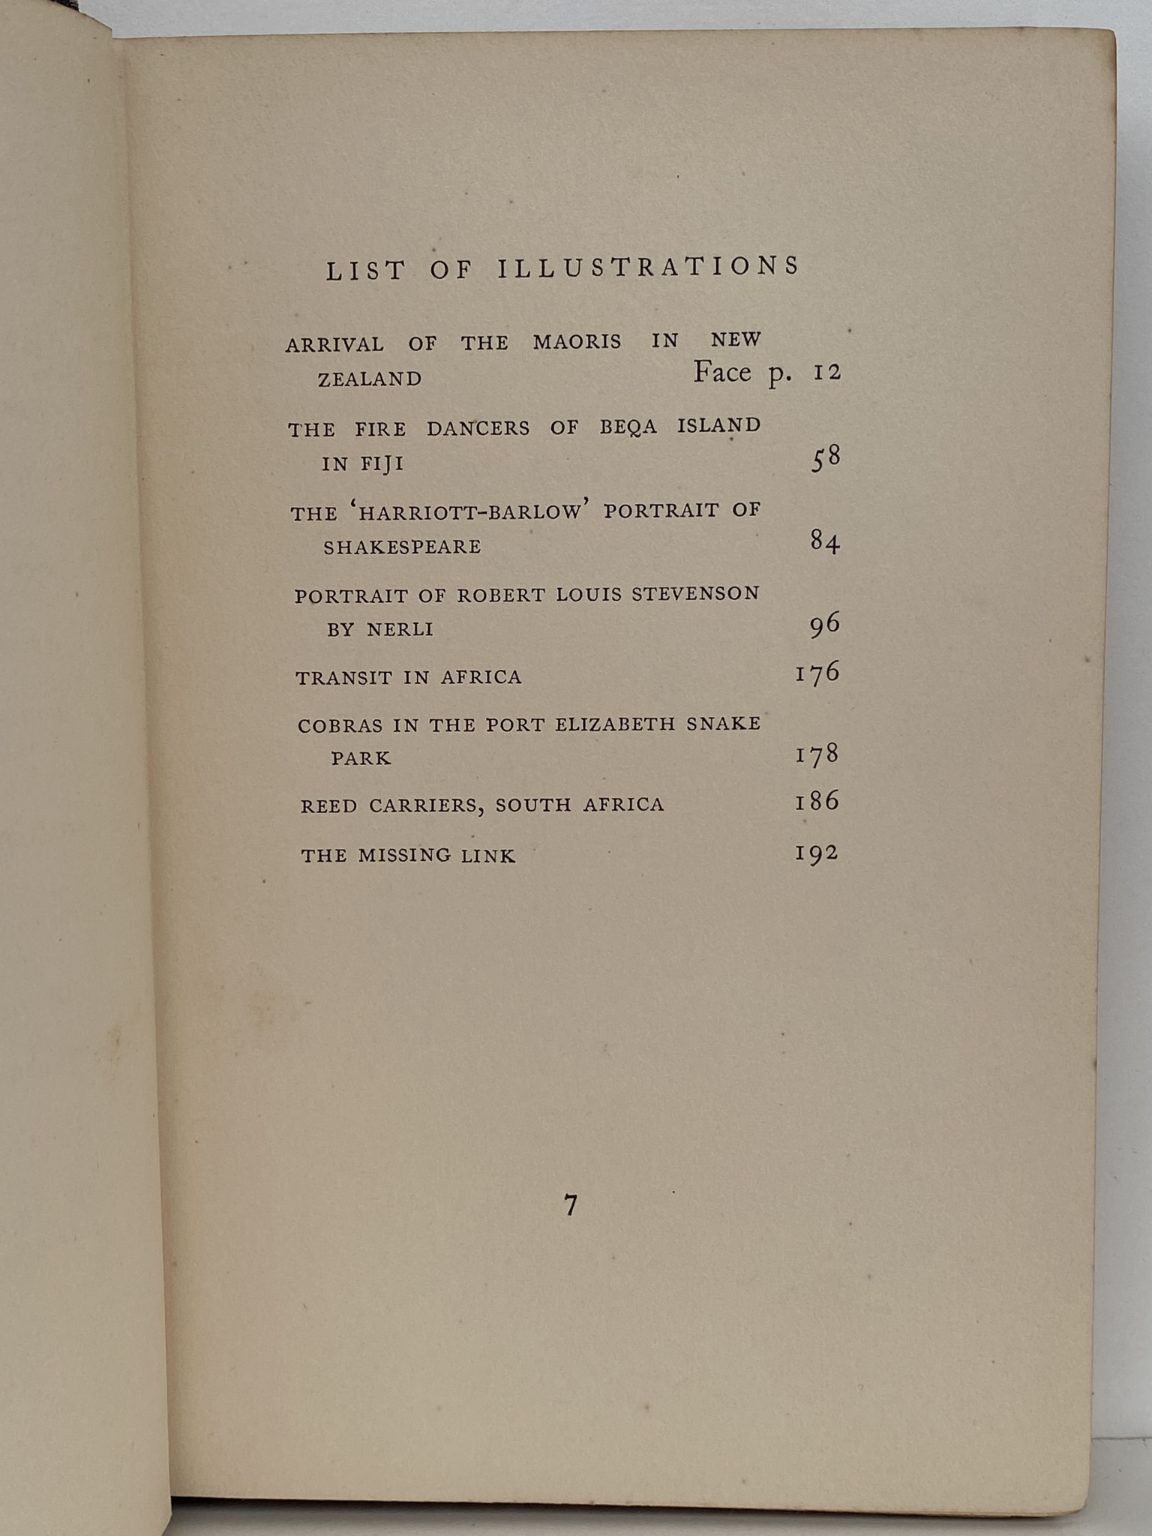 LIST OF ILLUSTRATIONS
ARRIVAL OF THE MAORIS IN NEW
ZEALAND Face p. 12
THE FIRE DANCERS OF BEQA ISLAND
IN FIJI 58
THE ‘HARRIOTT-BARLOW’ PORTRAIT OF
SHAKESPEARE 84
PORTRAIT OF ROBERT LOUIS STEVENSON
BY NERLI 96
TRANSIT IN AFRICA 176
COBRAS IN THE PORT ELIZABETH SNAKE
PARK 178
REED CARRIERS, SOUTH AFRICA 186
THE MISSING LINK 192
7